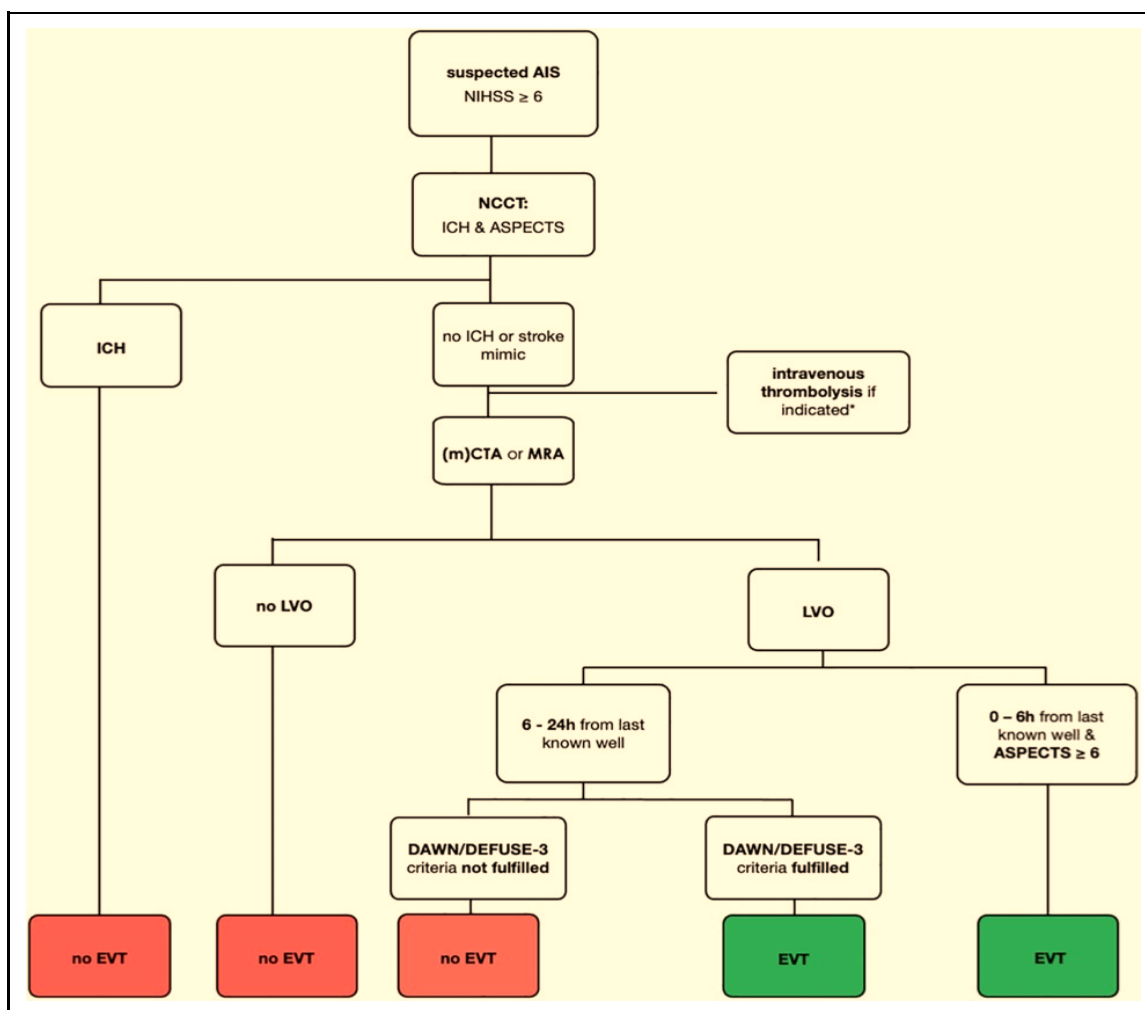 suspected AIS
NIHSS ≥ 6
NCCT:
ICH & ASPECTS
ICH
no ICH or stroke
mimic
intravenous
thrombolysis if
indicated*
(m)CTA or MRA
no LVO
LVO
6 - 24h from last
known well
0 – 6h from last
known well &
ASPECTS ≥ 6
DAWN/DEFUSE-3
criteria not fulfilled
DAWN/DEFUSE-3
criteria fulfilled
no EVT
no EVT
no EVT
EVT
EVT